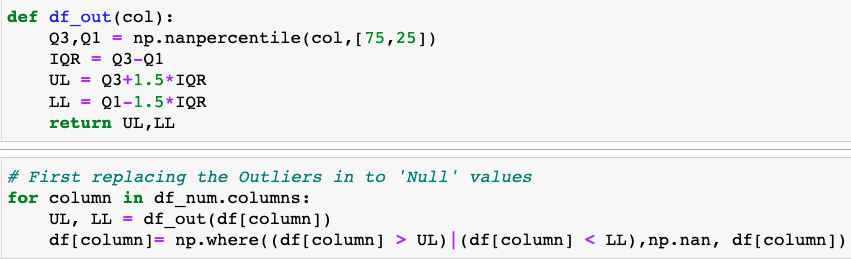 def df_out(col):
    Q3,Q1 = np.nanpercentile(col,[75,25])
    IQR = Q3-Q1
    UL = Q3+1.5*IQR
    LL = Q1-1.5*IQR
    return UL,LL
# First replacing the Outliers in to 'Null' values
for column in df_num.columns:
    UL, LL = df_out(df[column])
    df[column]= np.where((df[column] > UL)|(df[column] < LL),np.nan, df[column])